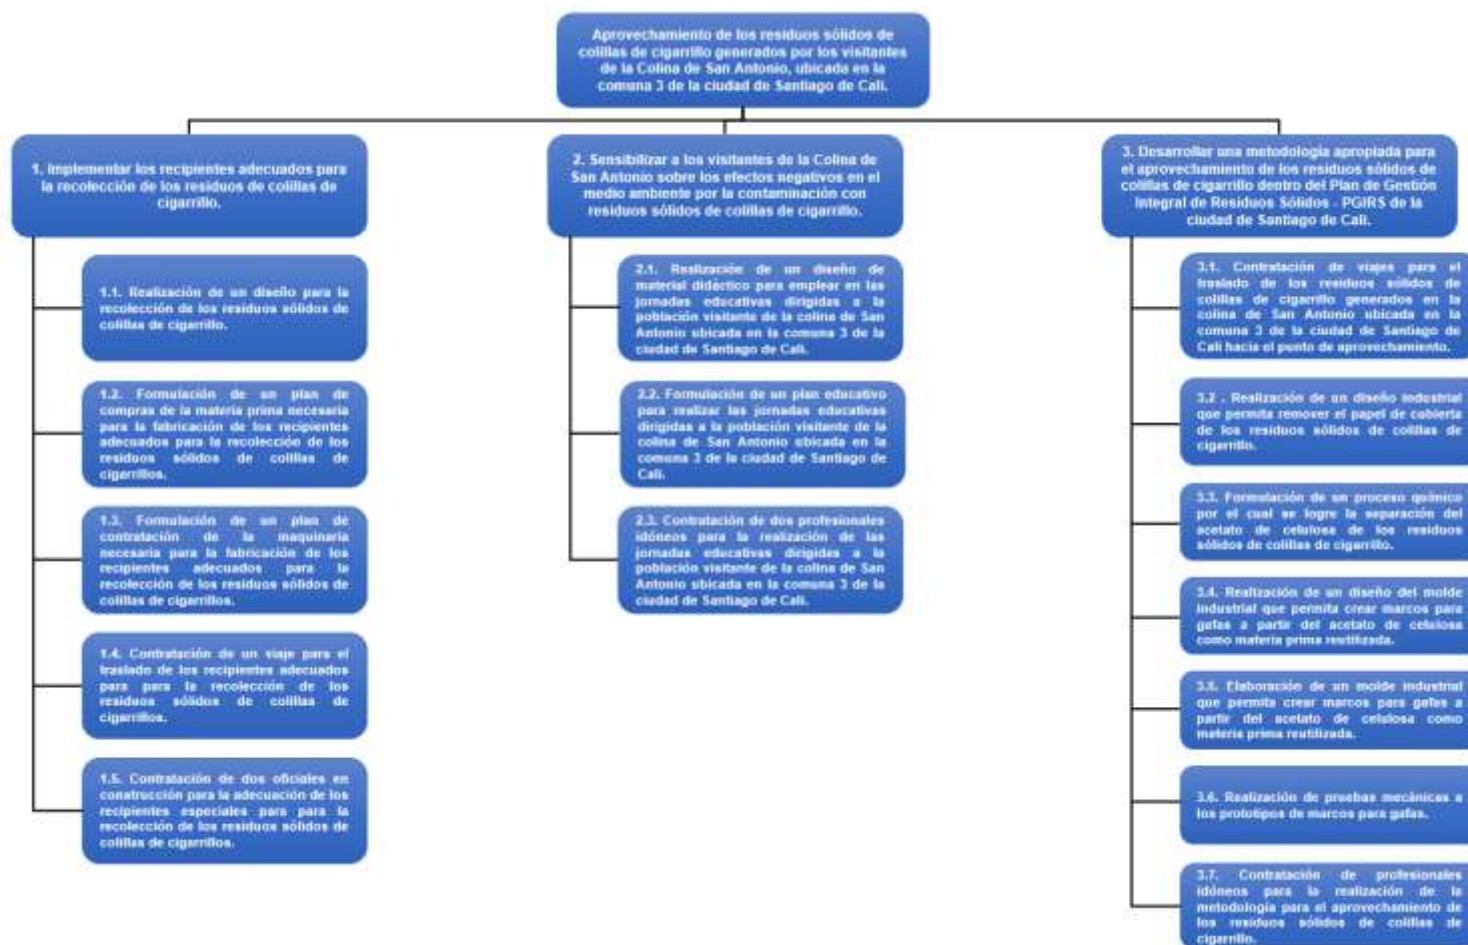 Aprovechamiento de los residuos sólidos de
colillas de cigarrillo generados por los visitantes
de la Colina de San Antonio, ubicada en la
comuna 3 de la ciudad de Santiago de Cali.
1. Implementar los recipientes adecuados para
la recolección de los residuos de colillas de
cigarrillo.
1.1. Realización de un diseño para la
recolección de los residuos sólidos de
colillas de cigarrillo.
1.2. Formulación de un plan de
compras de la materia prima necesaria
para la fabricación de los recipientes
adecuados para la recolección de los
residuos sólidos de colillas de
cigarrillos.
1.3. Formulación de un plan de
contratación de la maquinaria
necesaria para la fabricación de los
recipientes adecuados para la
recolección de los residuos sólidos de
colillas de cigarrillos.
1.4. Contratación de un viaje para el
traslado de los recipientes adecuados
para para la recolección de los
residuos sólidos de colillas de
cigarrillos.
1.5. Contratación de dos oficiales en
construcción para la adecuación de los
recipientes especiales para para la
recolección de los residuos sólidos de
colillas de cigarrillos.
2. Sensibilizar a los visitantes de la Colina de
San Antonio sobre los efectos negativos en el
medio ambiente por la contaminación con
residuos sólidos de colillas de cigarrillo.
2.1. Realización de un diseño de
material didáctico para emplear en las
jornadas educativas dirigidas a la
población visitante de la colina de San
Antonio ubicada en la comuna 3 de la
ciudad de Santiago de Cali.
2.2. Formulación de un plan educativo
para realizar las jornadas educativas
dirigidas a la población visitante de la
colina de San Antonio ubicada en la
comuna 3 de la ciudad de Santiago de
Cali.
2.3. Contratación de dos profesionales
idóneos para la realización de las
jornadas educativas dirigidas a la
población visitante de la colina de San
Antonio ubicada en la comuna 3 de la
ciudad de Santiago de Cali.
3. Desarrollar una metodología apropiada para
el aprovechamiento de los residuos sólidos de
colillas de cigarrillo dentro del Plan de Gestión
Integral de Residuos Sólidos - PGIRS de la
ciudad de Santiago de Cali.
3.1. Contratación de viajes para el
traslado de los residuos sólidos de
colillas de cigarrillo generados en la
colina de San Antonio ubicada en la
comuna 3 de la ciudad de Santiago de
Cali hacia el punto de aprovechamiento.
3.2 . Realización de un diseño industrial
que permita remover el papel de cubierta
de los residuos sólidos de colillas de
cigarrillo.
3.3. Formulación de un proceso químico
por el cual se logre la separación del
acetato de celulosa de los residuos
sólidos de colillas de cigarrillo.
3.4. Realización de un diseño del molde
industrial que permita crear marcos para
gafas a partir del acetato de celulosa
como materia prima reutilizada.
3.5. Elaboración de un molde industrial
que permita crear marcos para gafas a
partir del acetato de celulosa como
materia prima reutilizada.
3.6. Realización de pruebas mecánicas a
los prototipos de marcos para gafas.
3.7. Contratación de profesionales
idóneos para la realización de la
metodología para el aprovechamiento de
los residuos sólidos de colillas de
cigarrillo.